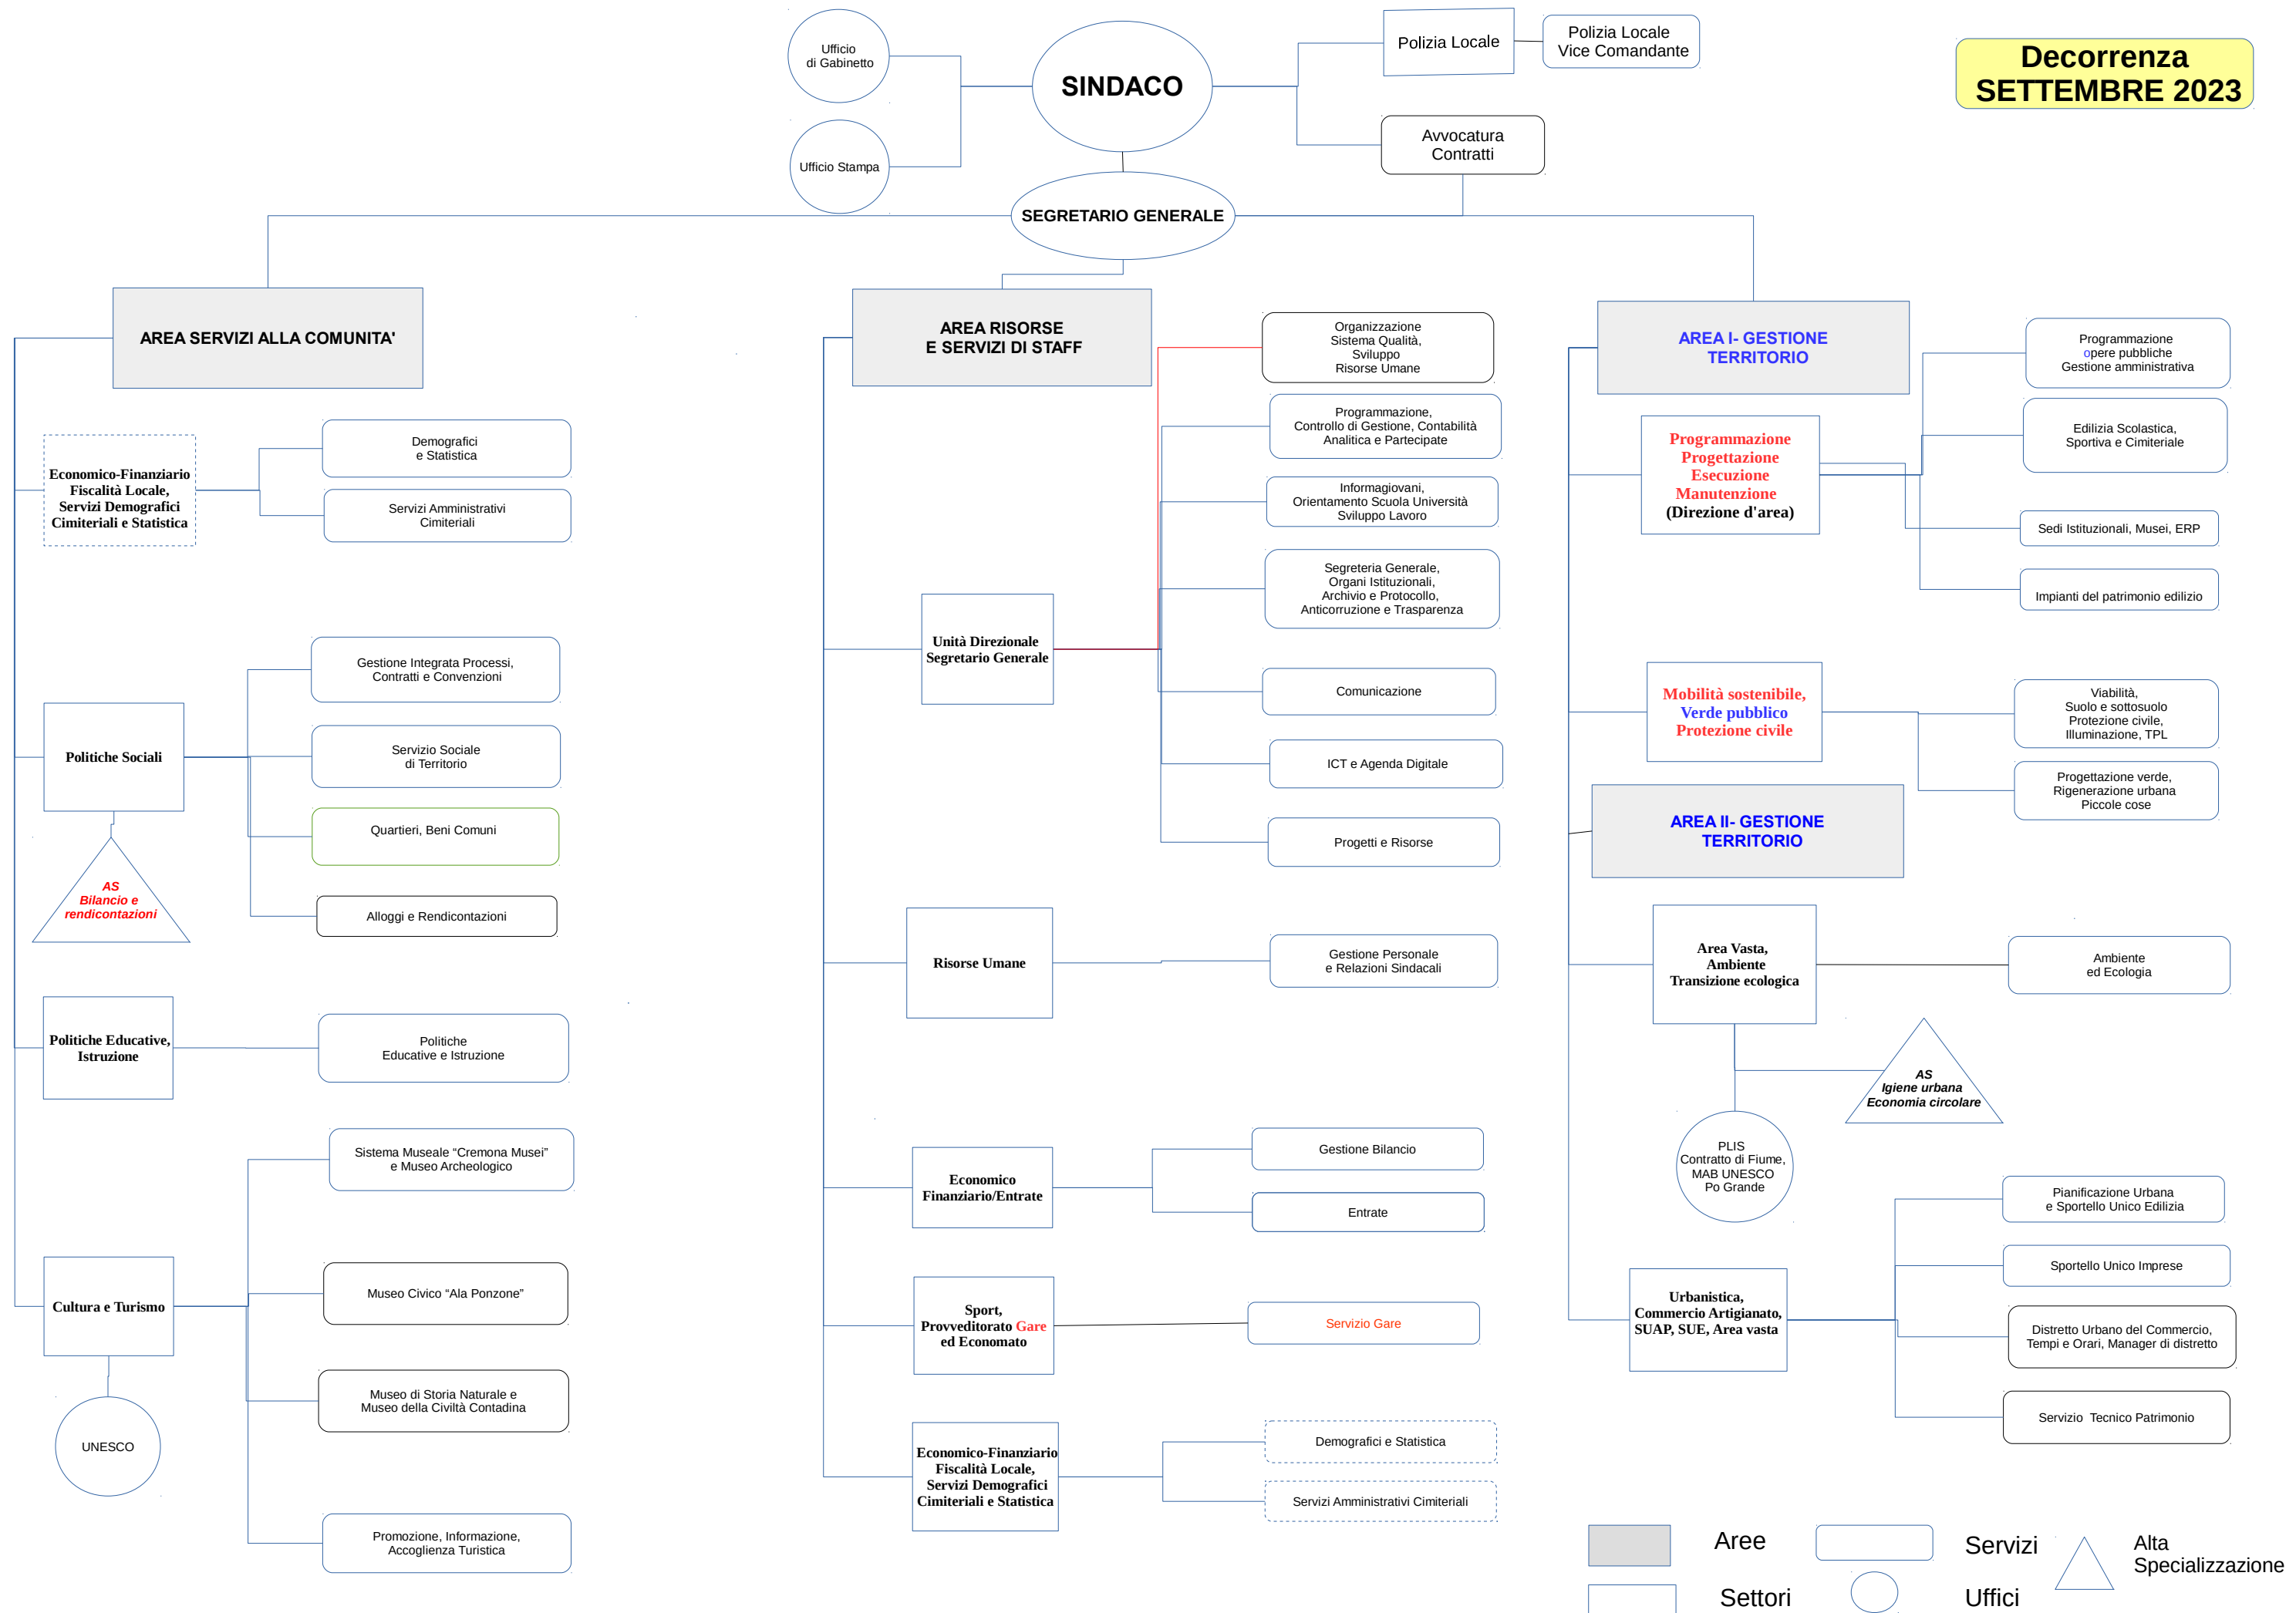 Ufficio
di Gabinetto
SINDACO
Polizia Locale
Polizia Locale
Vice Comandante
Decorrenza
SETTEMBRE 2023
Ufficio Stampa
Avvocatura
Contratti
SEGRETARIO GENERALE
AREA SERVIZI ALLA COMUNITA'
Economico-Finanziario
Fiscalità Locale,
Servizi Demografici
Cimiteriali e Statistica
Demografici
e Statistica
Servizi Amministrativi
Cimiteriali
Politiche Sociali
Gestione Integrata Processi,
Contratti e Convenzioni
Servizio Sociale
di Territorio
Quartieri, Beni Comuni
Alloggi e Rendicontazioni
AS
Bilancio e
rendicontazioni
Politiche Educative,
Istruzione
Politiche
Educative e Istruzione
Cultura e Turismo
Sistema Museale “Cremona Musei”
e Museo Archeologico
Museo Civico “Ala Ponzone”
Museo di Storia Naturale e
Museo della Civiltà Contadina
Promozione, Informazione,
Accoglienza Turistica
UNESCO
AREA RISORSE
E SERVIZI DI STAFF
Unità Direzionale
Segretario Generale
Organizzazione
Sistema Qualità,
Sviluppo
Risorse Umane
Programmazione,
Controllo di Gestione, Contabilità
Analitica e Partecipate
Informagiovani,
Orientamento Scuola Università
Sviluppo Lavoro
Segreteria Generale,
Organi Istituzionali,
Archivio e Protocollo,
Anticorruzione e Trasparenza
Comunicazione
ICT e Agenda Digitale
Progetti e Risorse
Risorse Umane
Gestione Personale
e Relazioni Sindacali
Economico
Finanziario/Entrate
Gestione Bilancio
Entrate
Sport,
Provveditorato Gare
ed Economato
Servizio Gare
Economico-Finanziario
Fiscalità Locale,
Servizi Demografici
Cimiteriali e Statistica
Demografici e Statistica
Servizi Amministrativi Cimiteriali
AREA I- GESTIONE
TERRITORIO
Programmazione
Progettazione
Esecuzione
Manutenzione
(Direzione d'area)
Programmazione
opere pubbliche
Gestione amministrativa
Edilizia Scolastica,
Sportiva e Cimiteriale
Sedi Istituzionali, Musei, ERP
Impianti del patrimonio edilizio
Mobilità sostenibile,
Verde pubblico
Protezione civile
Viabilità,
Suolo e sottosuolo
Protezione civile,
Illuminazione, TPL
Progettazione verde,
Rigenerazione urbana
Piccole cose
AREA II- GESTIONE
TERRITORIO
Area Vasta,
Ambiente
Transizione ecologica
Ambiente
ed Ecologia
AS
Igiene urbana
Economia circolare
PLIS
Contratto di Fiume,
MAB UNESCO
Po Grande
Urbanistica,
Commercio Artigianato,
SUAP, SUE, Area vasta
Pianificazione Urbana
e Sportello Unico Edilizia
Sportello Unico Imprese
Distretto Urbano del Commercio,
Tempi e Orari, Manager di distretto
Servizio Tecnico Patrimonio
Aree
Servizi
Alta
Specializzazione
Settori
Uffici